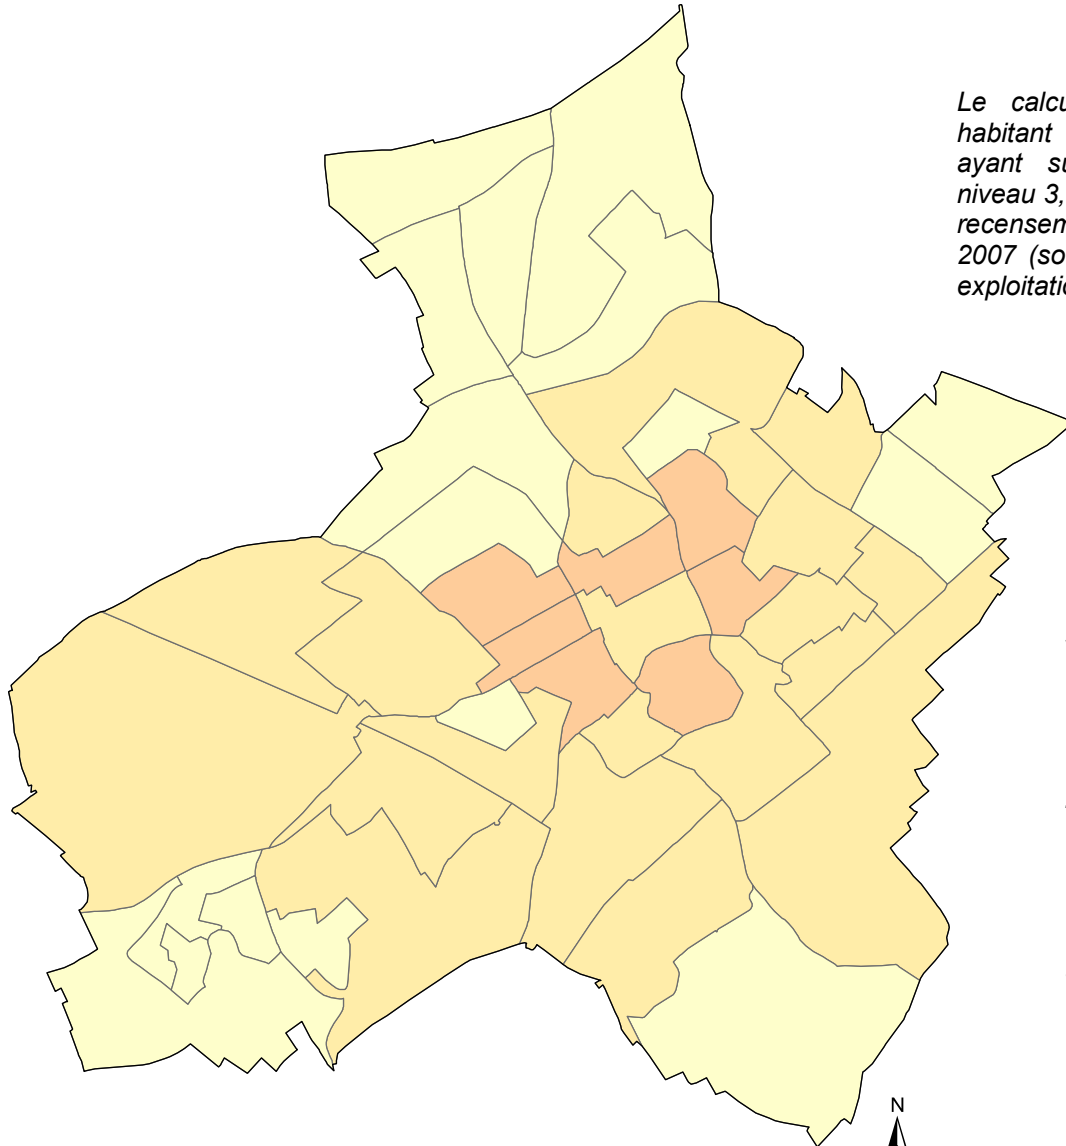 Le calcu
habitant
ayant su
niveau 3,
recensem
2007 (so
exploitatio
N